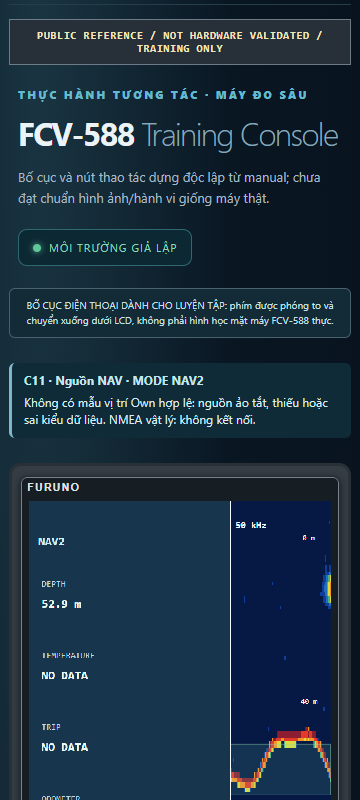 PUBLIC REFERENCE / NOT HARDWARE VALIDATED /
TRAINING ONLY
THỰC HÀNH TƯƠNG TÁC · MÁY ĐO SÂU
FCV-588 Training Console
Bố cục và nút thao tác dựng độc lập từ manual; chưa
đạt chuẩn hình ảnh/hành vi giống máy thật.
MÔI TRƯỜNG GIẢ LẬP
BỐ CỤC ĐIỆN THOẠI DÀNH CHO LUYỆN TẬP: phím được phóng to và
chuyển xuống dưới LCD, không phải hình học mặt máy FCV-588 thực.
C11 · Nguồn NAV · MODE NAV2
Không có mẫu vị trí Own hợp lệ: nguồn ảo tắt, thiếu hoặc
sai kiểu dữ liệu. NMEA vật lý: không kết nối.
FURUNO
50 kHz
0 m
NAV2
DEPTH
52.9 m
TEMPERATURE
NO DATA
40 m
TRIP
NO DATA
ODOMETER